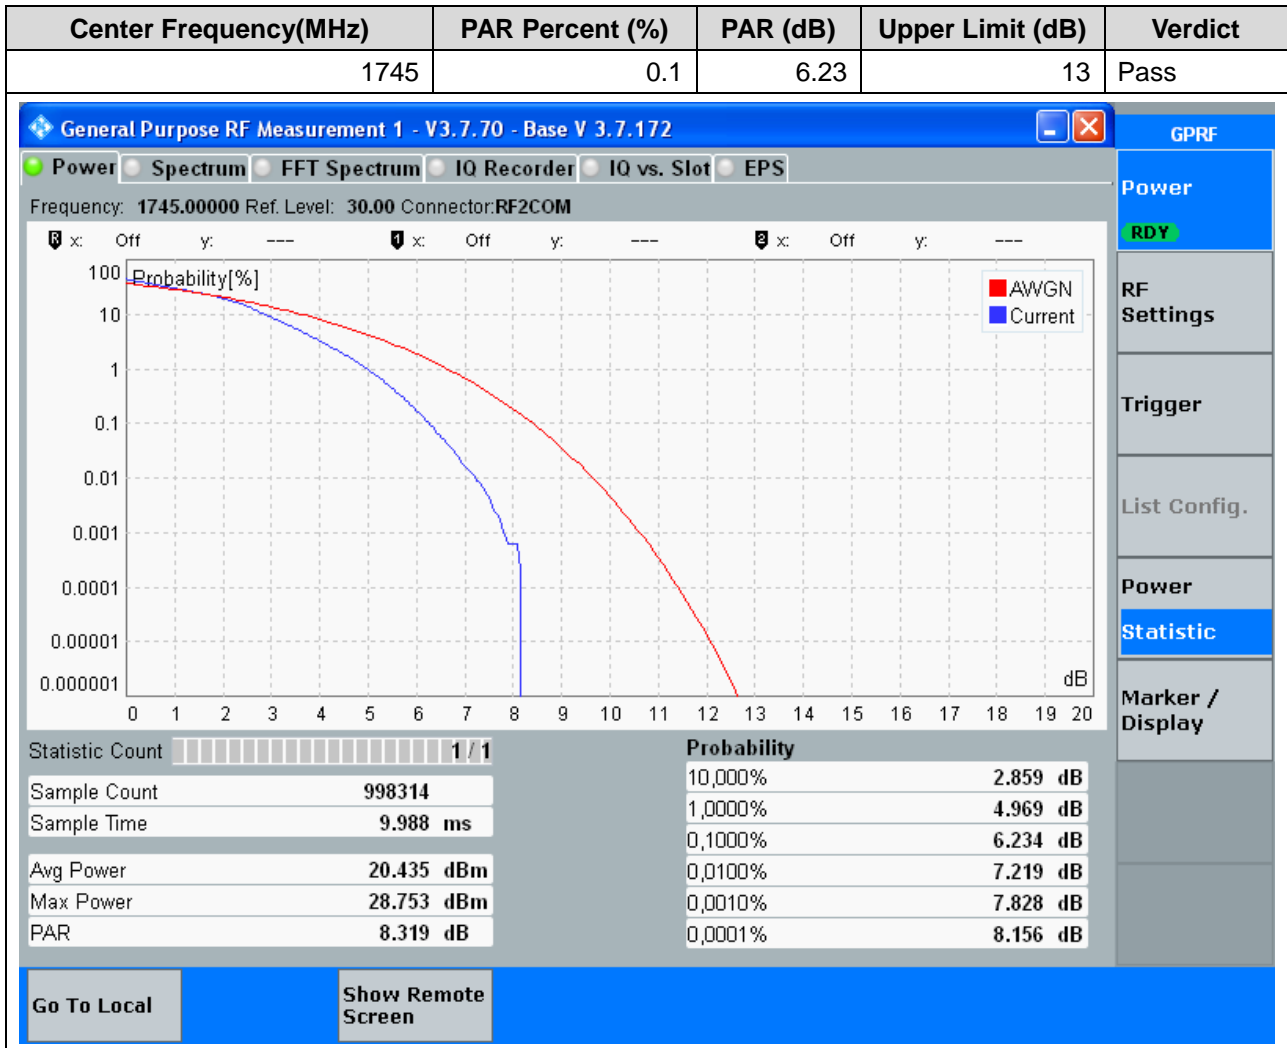 Center Frequency(MHz) PAR Percent (%) PAR (dB) Upper Limit (dB) Verdict
1745 0.1 6.23 13 Pass
General Purpose RF Measurement 1 - V3.7.70 - Base V 3.7.172
GPRF
Power Spectrum FFT Spectrum IQ Recorder IQ vs. Slot EPS
Frequency: 1745.00000 Ref. Level: 30.00 Connector:RF2COM
R x: Off y: --- 1 x: Off y: --- 2 x: Off y: ---
Probability[%]
AWGN
Current
100
10
1
0.1
0.01
0.001
0.0001
0.00001
0.000001
dB
0 1 2 3 4 5 6 7 8 9 10 11 12 13 14 15 16 17 18 19 20
Statistic Count 1 / 1
Sample Count 998314
Sample Time 9.988 ms
Avg Power 20.435 dBm
Max Power 28.753 dBm
PAR 8.319 dB
Probability
10,000% 2.859 dB
1,0000% 4.969 dB
0,1000% 6.234 dB
0,0100% 7.219 dB
0,0010% 7.828 dB
0,0001% 8.156 dB
Power
RDY
RF
Settings
Trigger
List Config.
Power
Statistic
Marker /
Display
Go To Local
Show Remote
Screen